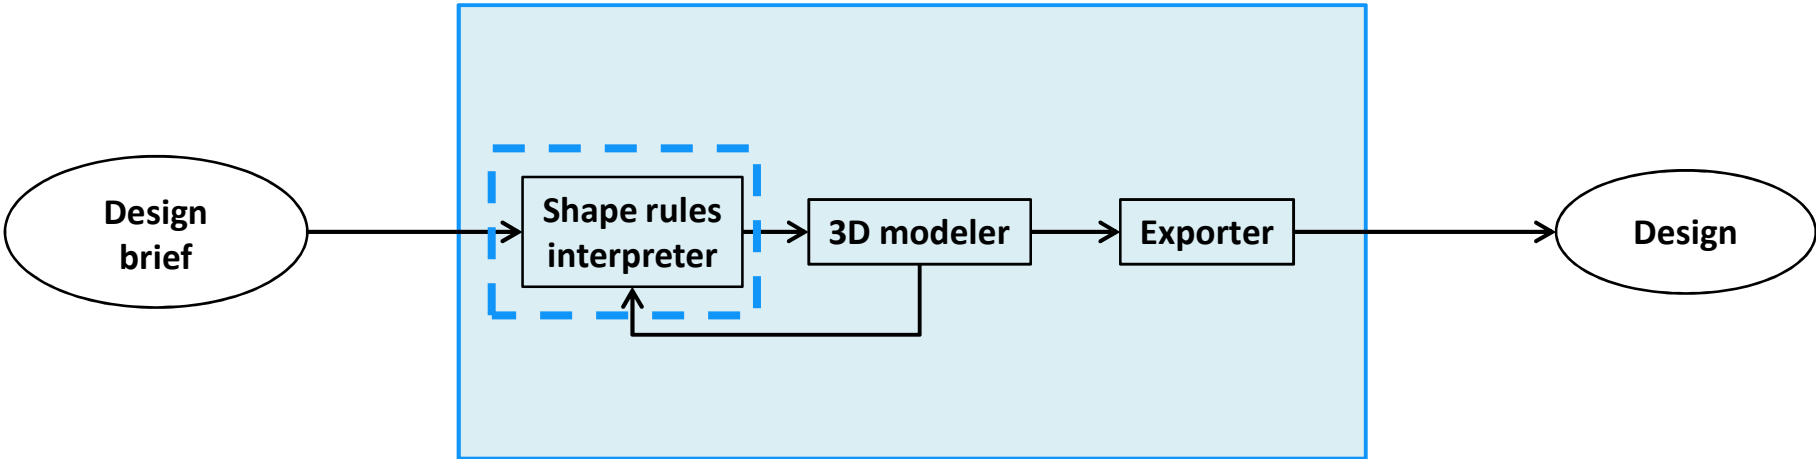 Design
brief
Shape rules
interpreter
3D modeler
Exporter
Design